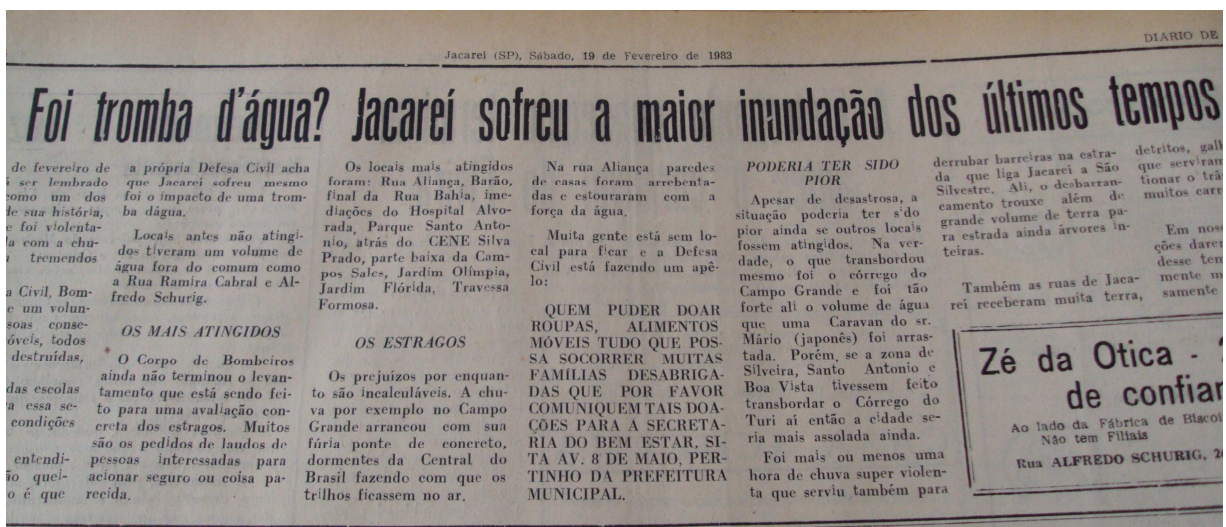 DIARIO DE
Jacareí (SP), Sábado, 19 de Fevereiro de 1983
Foi tromba d'água? Jacareí sofreu a maior inundação dos últimos tempos
de fevereiro de
ser lembrado
como um dos
de sua história,
e foi violenta-
a com a chu-
tremendos
a Civil, Bom-
e um volun-
soas conse-
óveis, todos
destruídas,
das escolas
a essa se-
condições
entendi-
ão quei-
o é que
a própria Defesa Civil acha
que Jacareí sofreu mesmo
foi o impacto de uma trom-
ba dágua.
Locais antes não atingi-
dos tiveram um volume de
água fora do comum como
a Rua Ramira Cabral e Al-
fredo Schurig.
OS MAIS ATINGIDOS
O Corpo de Bombeiros
ainda não terminou o levan-
tamento que está sendo fei-
to para uma avaliação con-
creta dos estragos. Muitos
são os pedidos de laudos de
pessoas interessadas para
acionar seguro ou coisa pa-
recida.
Os locais mais atingidos
foram: Rua Aliança, Barão,
final da Rua Bahia, ime-
diações do Hospital Alvo-
rada, Parque Santo Anto-
nio, atrás do CENE Silva
Prado, parte baixa da Cam-
pos Sales, Jardim Olímpia,
Jardim Flórida, Travessa
Formosa.
OS ESTRAGOS
Os prejuízos por enquan-
to são incalculáveis. A chu-
va por exemplo no Campo
Grande arrancou com sua
fúria ponte de concreto,
dormentes da Central do
Brasil fazendo com que os
trilhos ficassem no ar.
Na rua Aliança paredes
de casas foram arrebenta-
das e estouraram com a
força da água.
Muita gente está sem lo-
cal para ficar e a Defesa
Civil está fazendo um apê-
lo:
QUEM PUDER DOAR
ROUPAS, ALIMENTOS
MÓVEIS TUDO QUE POS-
SA SOCORRER MUITAS
FAMÍLIAS DESABRIGA-
DAS QUE POR FAVOR
COMUNIQUEM TAIS DOA-
ÇÕES PARA A SECRETA-
RIA DO BEM ESTAR, SI-
TA AV. 8 DE MAIO, PER-
TINHO DA PREFEITURA
MUNICIPAL.
PODERIA TER SIDO
PIOR
Apesar de desastrosa, a
situação poderia ter s'do
pior ainda se outros locais
fossem atingidos. Na ver-
dade, o que transbordou
mesmo foi o córrego do
Campo Grande e foi tão
forte ali o volume de água
que uma Caravan do sr.
Mário (japonês) foi arras-
tada. Porém, se a zona de
Silveira, Santo Antonio e
Boa Vista tivessem feito
transbordar o Córrego do
Turi aí então a cidade se-
ria mais assolada ainda.
Foi mais ou menos uma
hora de chuva super violen-
ta que serviu também para
derrubar barreiras na estra-
da que liga Jacareí a São
Silvestre. Ali, o desbarran-
camento trouxe além de
grande volume de terra pa-
ra estrada ainda árvores in-
teiras.
Também as ruas de Jaca-
reí receberam muita terra,
detritos, galh
que serviram
tionar o trâ
muitos carr
Em noss
ções darem
desse tem
mente m
samente
Zé da Otica -
de confian
Ao lado da Fábrica de Biscoi
Não tem Filiais
Rua ALFREDO SCHURIG, 2